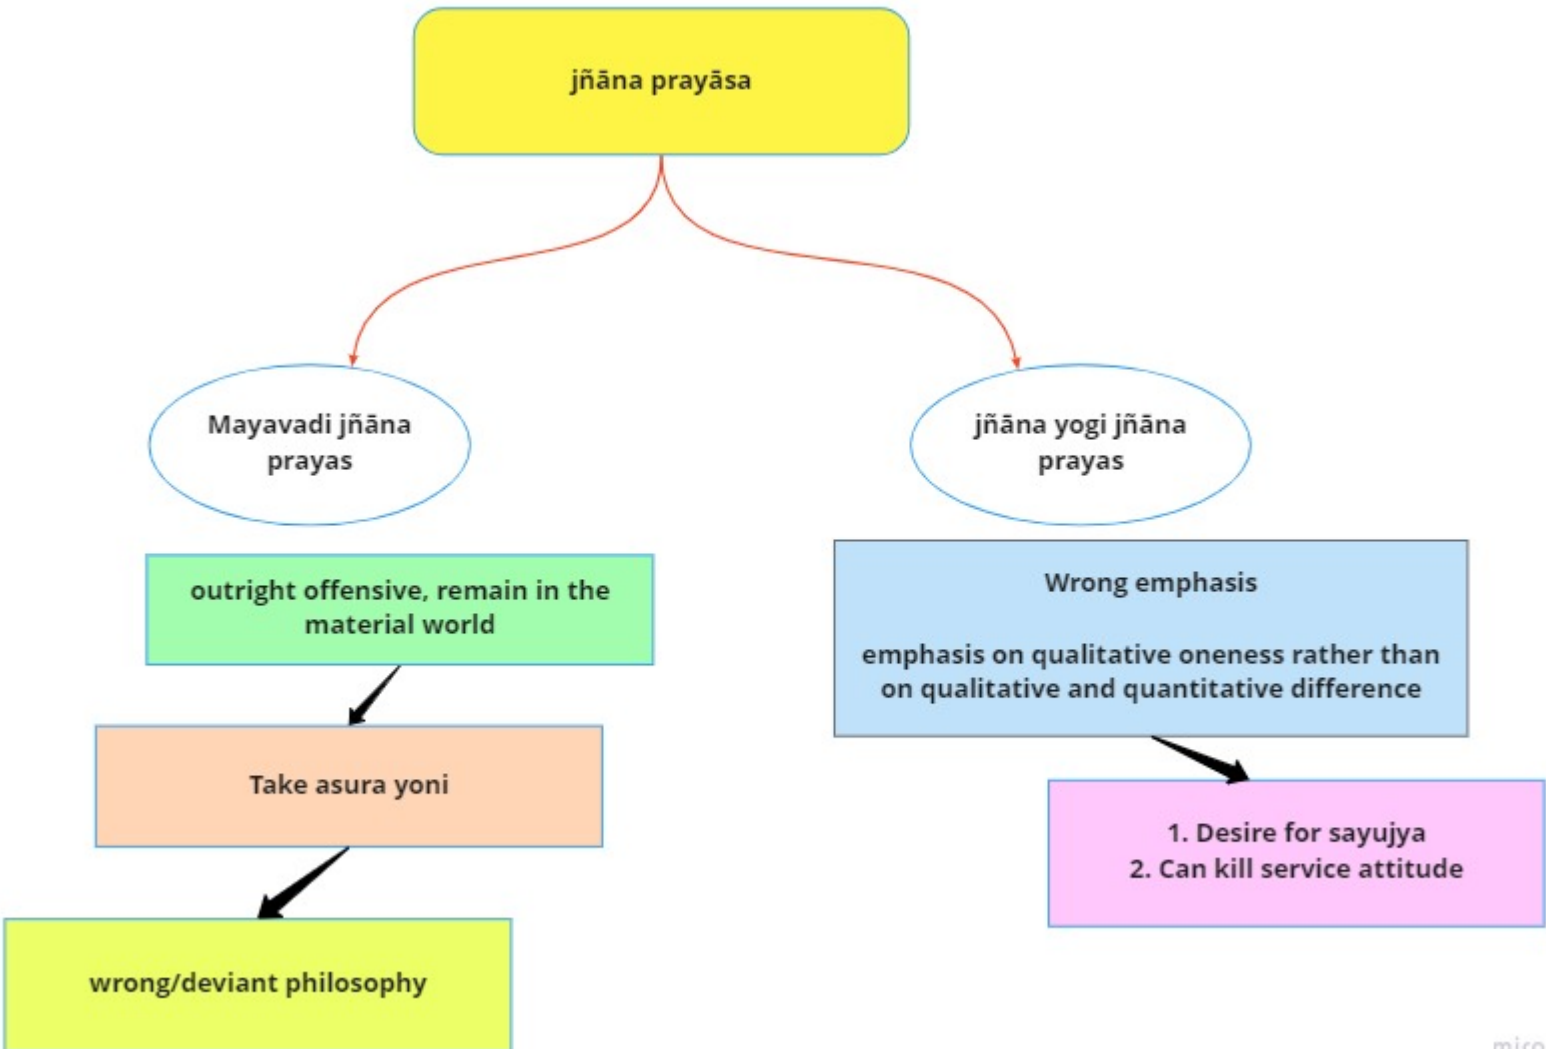 jñāna prayāsa
Mayavadi jñāna
prayas
jñāna yogi jñāna
prayas
outright offensive, remain in the
material world
Wrong emphasis
emphasis on qualitative oneness rather than
on qualitative and quantitative difference
Take asura yoni
1. Desire for sayujya
2. Can kill service attitude
wrong/deviant philosophy
miro